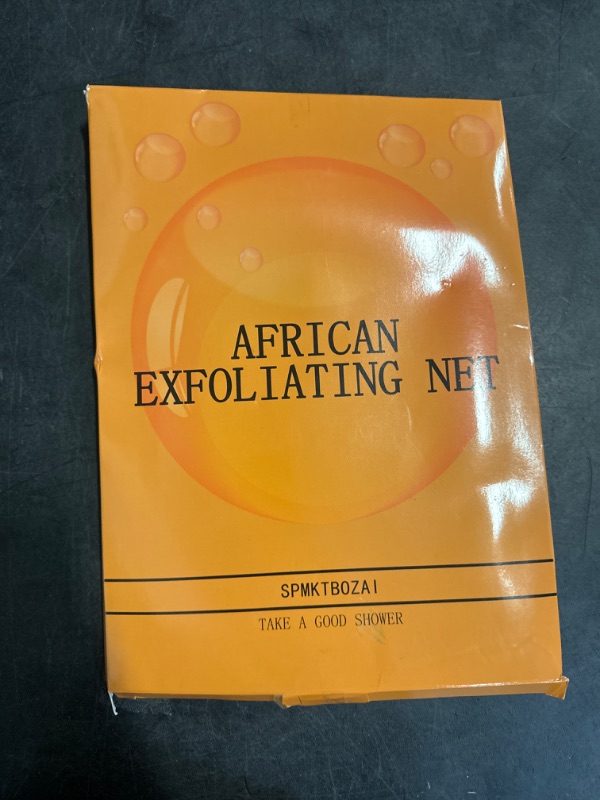 AFRICAN
EXFOLIATING NET
SPMKTBOZAI
TAKE A GOOD SHOWER